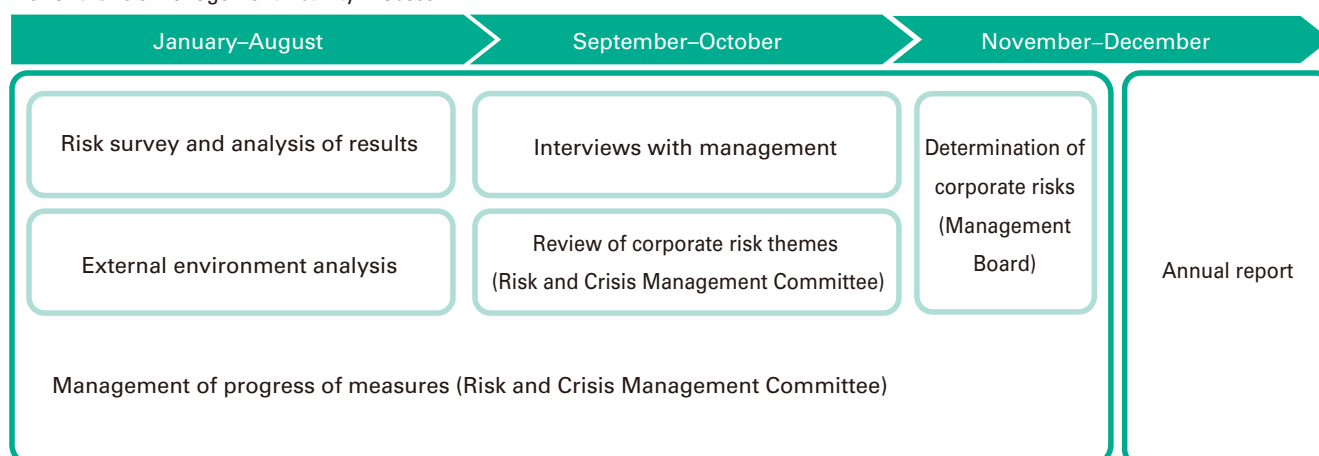 January–August
September–October
November–December
Risk survey and analysis of results
Interviews with management
Determination of
corporate risks
(Management
Board)
External environment analysis
Review of corporate risk themes
(Risk and Crisis Management Committee)
Annual report
Management of progress of measures (Risk and Crisis Management Committee)